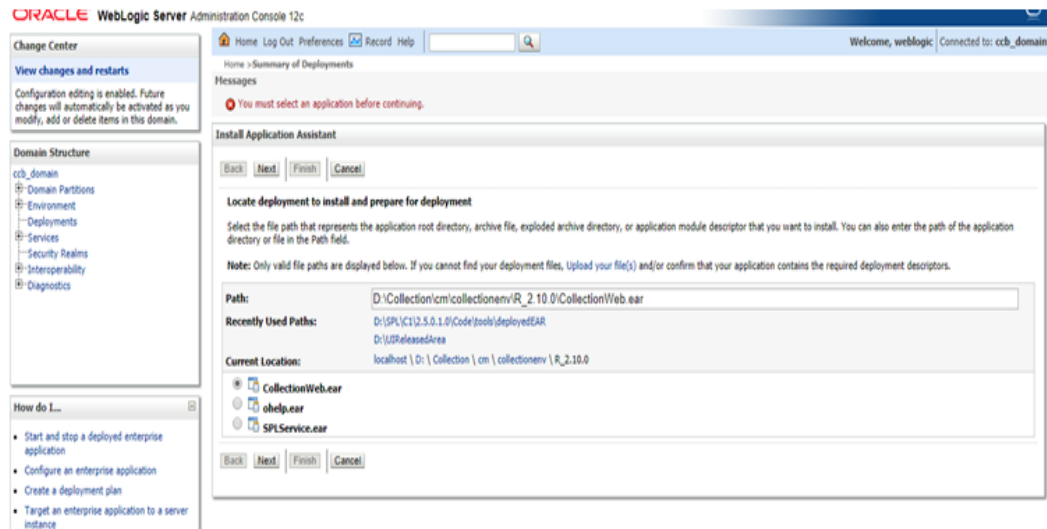 ORACLE WebLogic Server Administration Console 12c
Change Center
View changes and restarts
Configuration editing is enabled. Future
changes will automatically be activated as you
modify, add or delete items in this domain.
Domain Structure
ccb_domain
Domain Partitions
Environment
Deployments
Services
Security Realms
Interoperability
Diagnostics
How do I...
Start and stop a deployed enterprise
application
Configure an enterprise application
Create a deployment plan
Target an enterprise application to a server
instance
Home Log Out Preferences Record Help
Welcome, weblogic Connected to: ccb_domain
Home >Summary of Deployments
Messages
You must select an application before continuing.
Install Application Assistant
Back Next Finish Cancel
Locate deployment to install and prepare for deployment
Select the file path that represents the application root directory, archive file, exploded archive directory, or application module descriptor that you want to install. You can also enter the path of the application
directory or file in the Path field.
Note: Only valid file paths are displayed below. If you cannot find your deployment files, Upload your file(s) and/or confirm that your application contains the required deployment descriptors.
Path: D:\Collection\cm\collectionenv\R_2.10.0\CollectionWeb.ear
Recently Used Paths: D:\SPL\C1\2.5.0.1.0\Code\tools\deployedEAR
D:\UIReleasedArea
Current Location: localhost \ D: \ Collection \ cm \ collectionenv \ R_2.10.0
CollectionWeb.ear
ohelp.ear
SPLService.ear
Back Next Finish Cancel